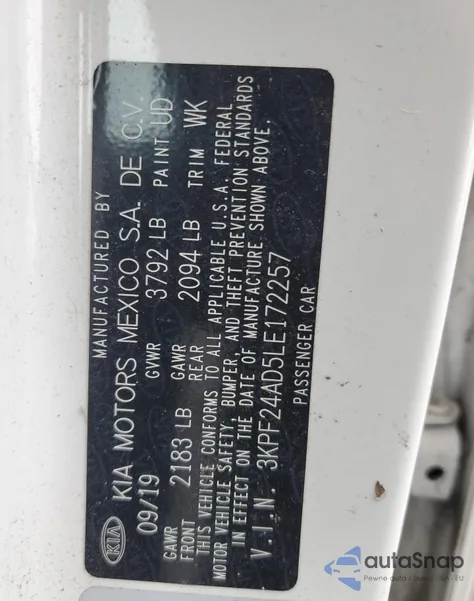 MANUFACTURED BY
KIA KIA MOTORS MEXICO S.A. DE C.V.
09/19 GVWR 3792 LB PAINT UD
GAWR FRONT 2183 LB GAWR REAR 2094 LB TRIM WK
THIS VEHICLE CONFORMS TO ALL APPLICABLE U.S.A. FEDERAL
MOTOR VEHICLE SAFETY, BUMPER, AND THEFT PREVENTION STANDARDS
IN EFFECT ON THE DATE OF MANUFACTURE SHOWN ABOVE.
V.I.N. 3KPF24AD5LE172257
PASSENGER CAR
autaSnap